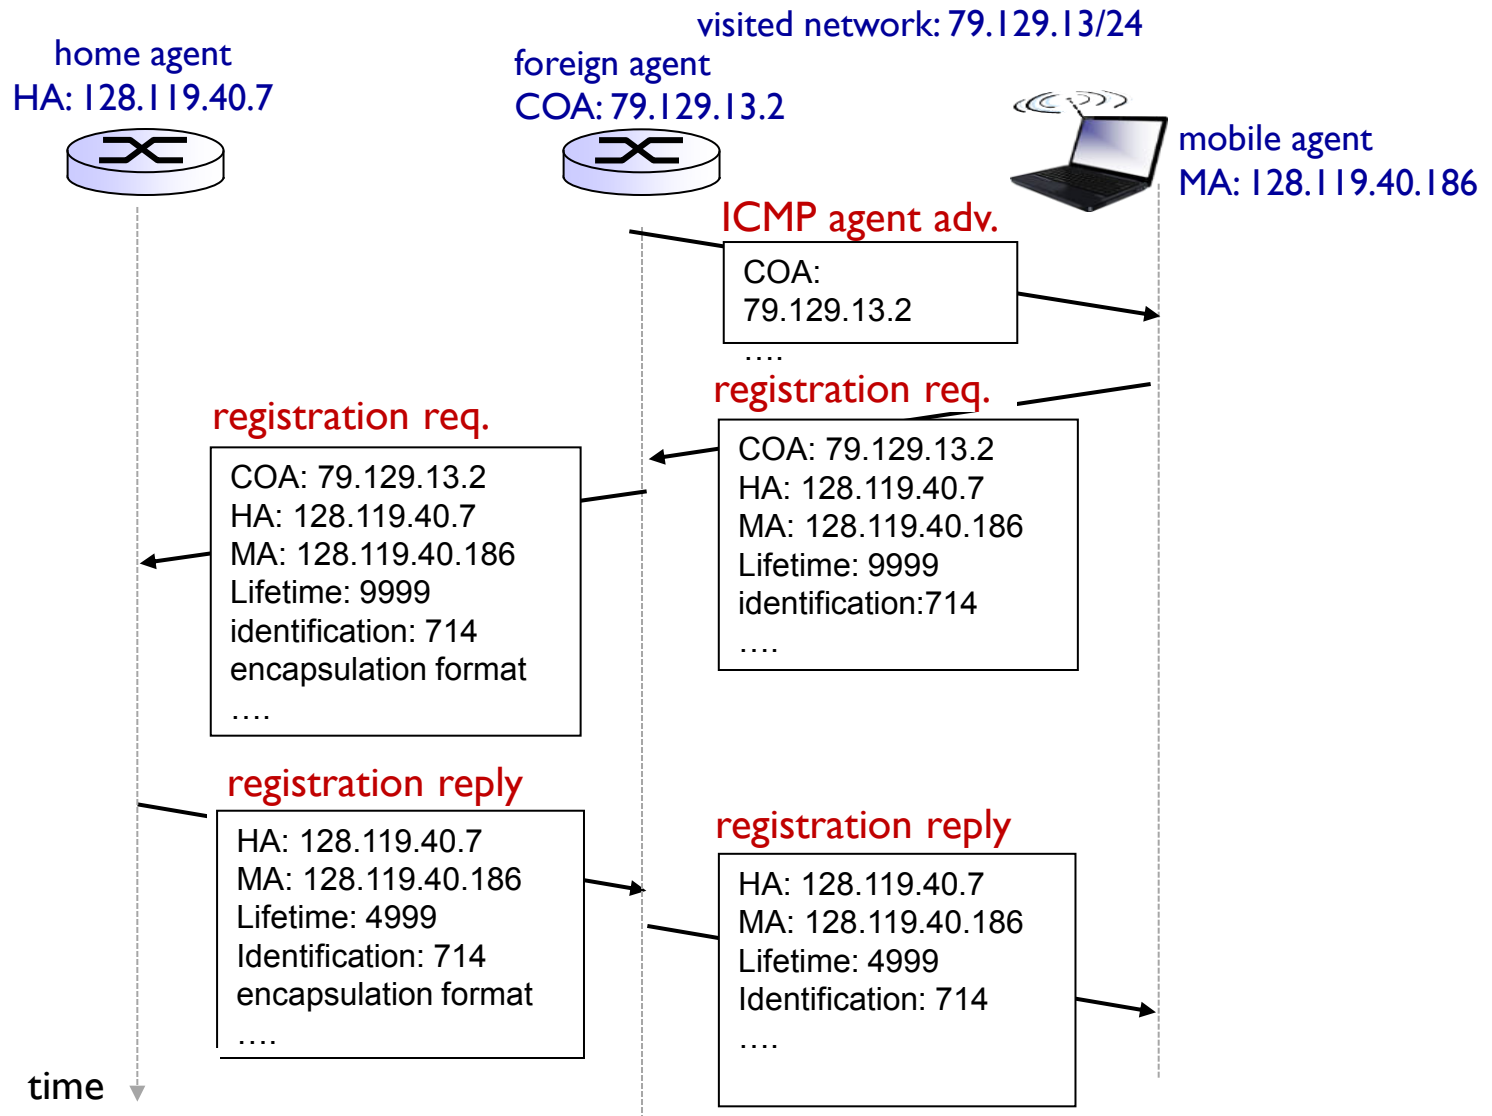 visited network: 79.129.13/24
home agent
HA: 128.119.40.7
foreign agent
COA: 79.129.13.2
mobile agent
MA: 128.119.40.186
ICMP agent adv.
COA:
79.129.13.2
….
registration req.
COA: 79.129.13.2
HA: 128.119.40.7
MA: 128.119.40.186
Lifetime: 9999
identification:714
….
registration req.
COA: 79.129.13.2
HA: 128.119.40.7
MA: 128.119.40.186
Lifetime: 9999
identification: 714
encapsulation format
….
registration reply
HA: 128.119.40.7
MA: 128.119.40.186
Lifetime: 4999
Identification: 714
encapsulation format
….
registration reply
HA: 128.119.40.7
MA: 128.119.40.186
Lifetime: 4999
Identification: 714
….
time